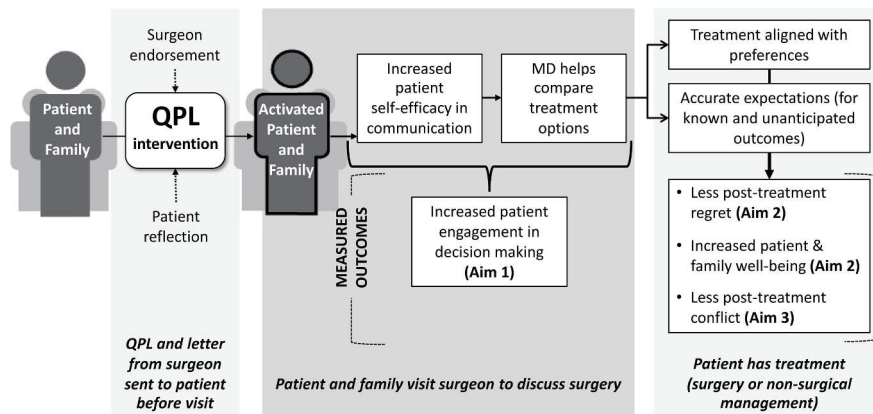 Surgeon
endorsement
Patient
and
Family
QPL
intervention
Patient
reflection
QPL and letter
from surgeon
sent to patient
before visit
Activated
Patient
and
Family
Increased
patient
self-efficacy in
communication
MD helps
compare
treatment
options
MEASURED
OUTCOMES
Increased patient
engagement in
decision making
(Aim 1)
Patient and family visit surgeon to discuss surgery
Treatment aligned with
preferences
Accurate expectations (for
known and unanticipated
outcomes)
• Less post-treatment
regret (Aim 2)
• Increased patient &
family well-being (Aim 2)
• Less post-treatment
conflict (Aim 3)
Patient has treatment
(surgery or non-surgical
management)